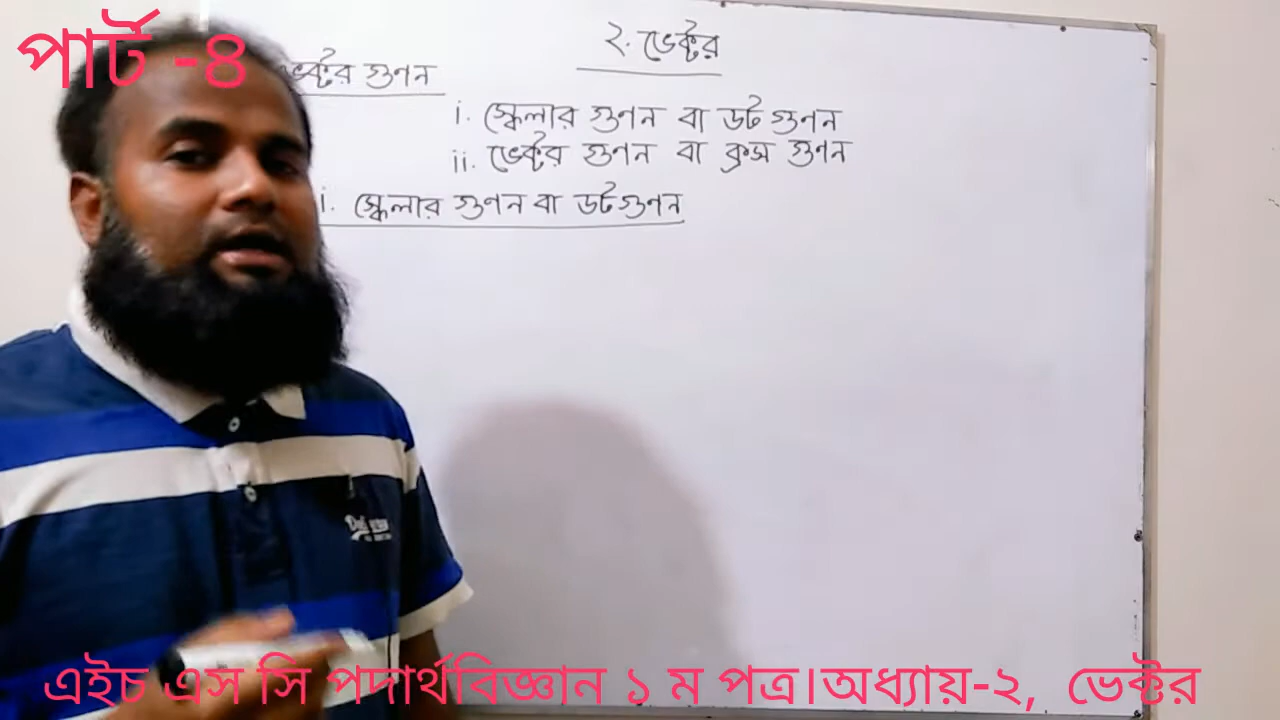 পার্ট -৪
২. ভেক্টর
ভেক্টর গুণন
i. স্কেলার গুণন বা ডট গুণন
ii. ভেক্টর গুণন বা ক্রস গুণন
i. স্কেলার গুণন বা ডট গুণন
এইচ এস সি পদার্থবিজ্ঞান ১ ম পত্র।অধ্যায়-২, ভেক্টর